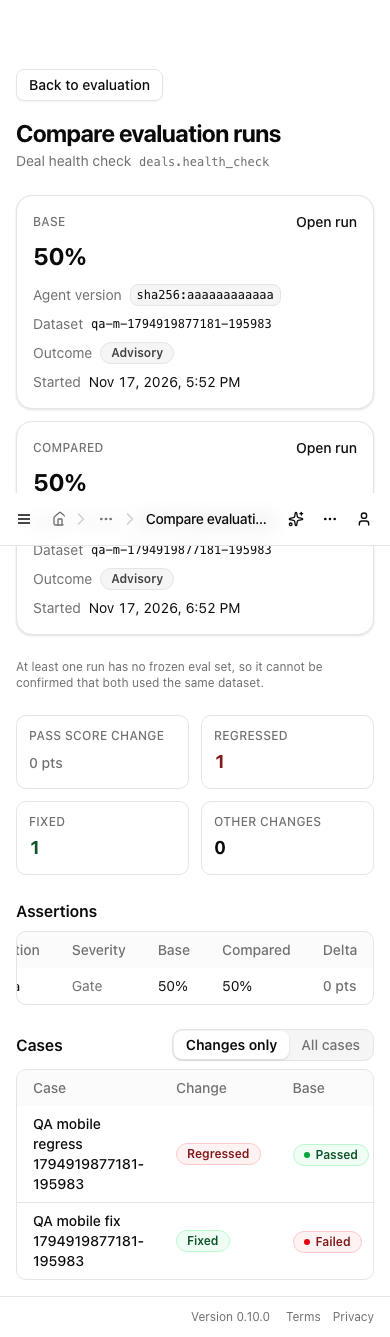 Back to evaluation
Compare evaluation runs
Deal health check deals.health_check
BASE Open run
50%
Agent version sha256:aaaaaaaaaaaa
Dataset qa-m-1794919877181-195983
Outcome Advisory
Started Nov 17, 2026, 5:52 PM
COMPARED Open run
50%
Compare evaluati...
Dataset qa-m-1794919877181-195983
Outcome Advisory
Started Nov 17, 2026, 6:52 PM
At least one run has no frozen eval set, so it cannot be
confirmed that both used the same dataset.
PASS SCORE CHANGE REGRESSED
0 pts 1
FIXED OTHER CHANGES
1 0
Assertions
tion Severity Base Compared Delta
a Gate 50% 50% 0 pts
Cases Changes only All cases
Case Change Base
QA mobile
regress
1794919877181-
195983
Regressed Passed
QA mobile fix
1794919877181-
195983
Fixed Failed
Version 0.10.0 Terms Privacy